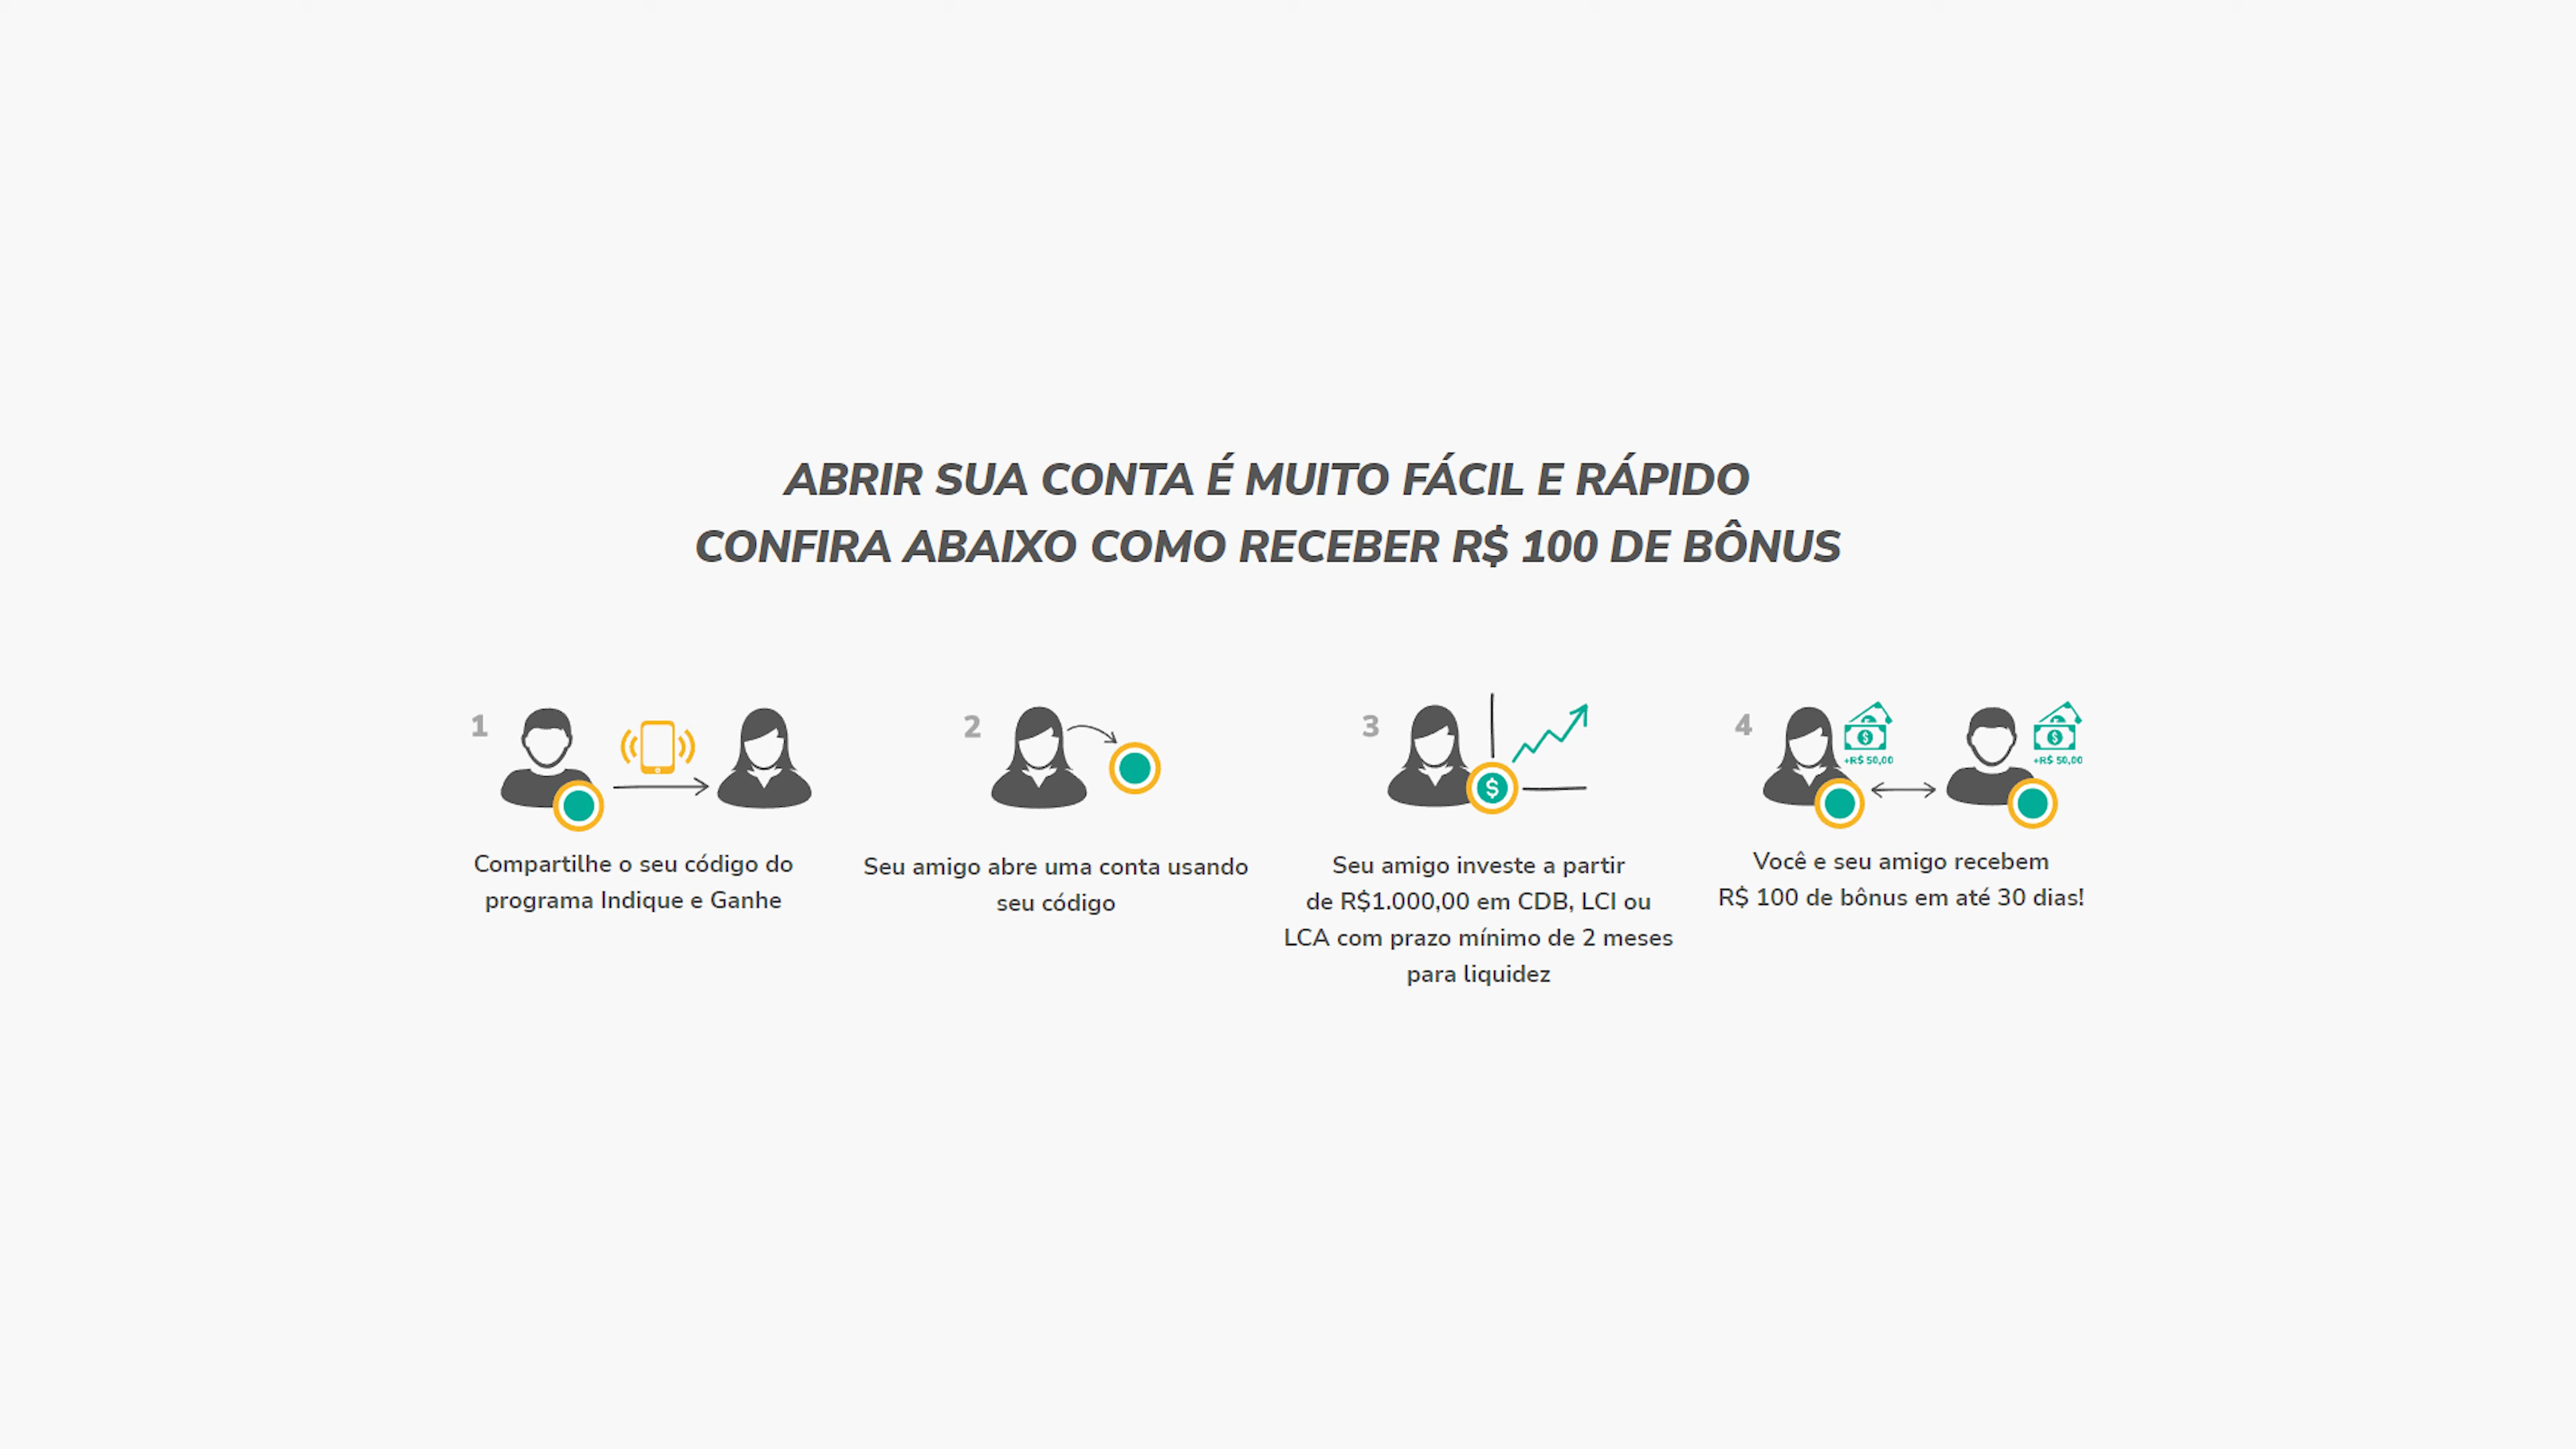 ABRIR SUA CONTA É MUITO FÁCIL E RÁPIDO
CONFIRA ABAIXO COMO RECEBER R$ 100 DE BÔNUS
1
Compartilhe o seu código do
programa Indique e Ganhe
2
Seu amigo abre uma conta usando
seu código
3
$
Seu amigo investe a partir
de R$1.000,00 em CDB, LCI ou
LCA com prazo mínimo de 2 meses
para liquidez
4
$
+R$ 50,00
$
+R$ 50,00
Você e seu amigo recebem
R$ 100 de bônus em até 30 dias!